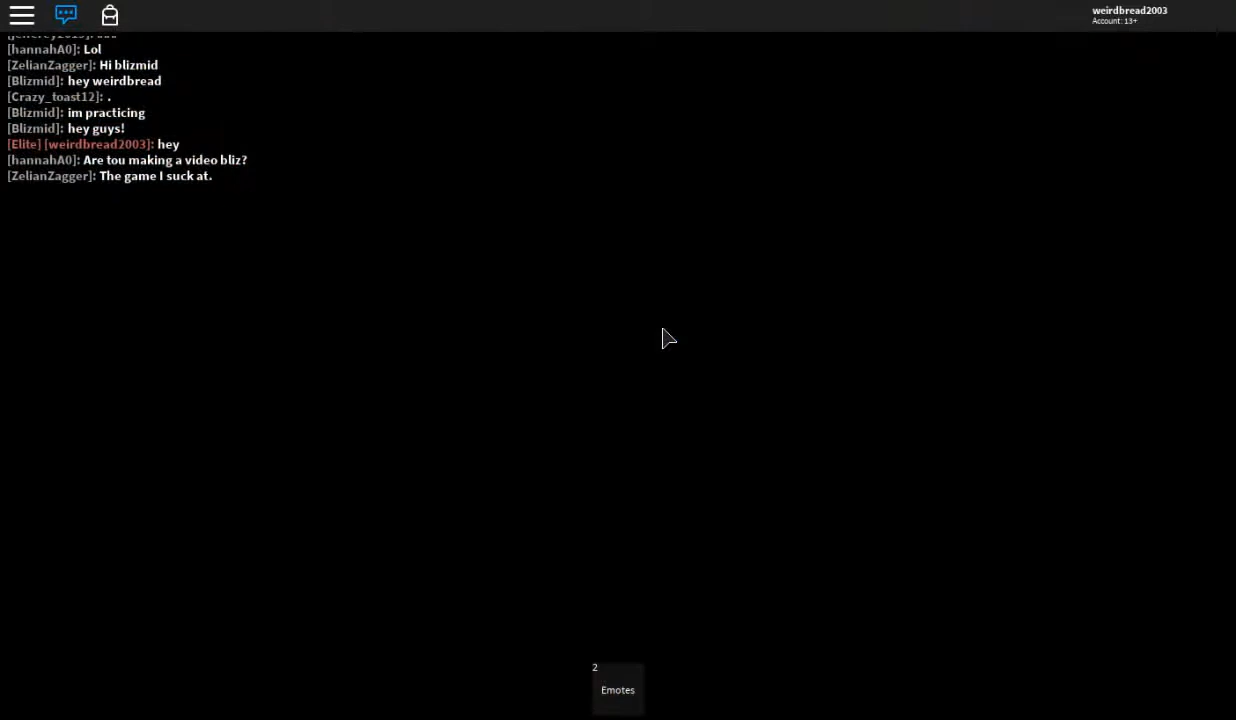 weirdbread2003
Account: 13+
[hannahA0]: Lol
[ZelianZagger]: Hi blizmid
[Blizmid]: hey weirdbread
[Crazy_toast12]: .
[Blizmid]: im practicing
[Blizmid]: hey guys!
[Elite] [weirdbread2003]: hey
[hannahA0]: Are tou making a video bliz?
[ZelianZagger]: The game I suck at.
2
Emotes